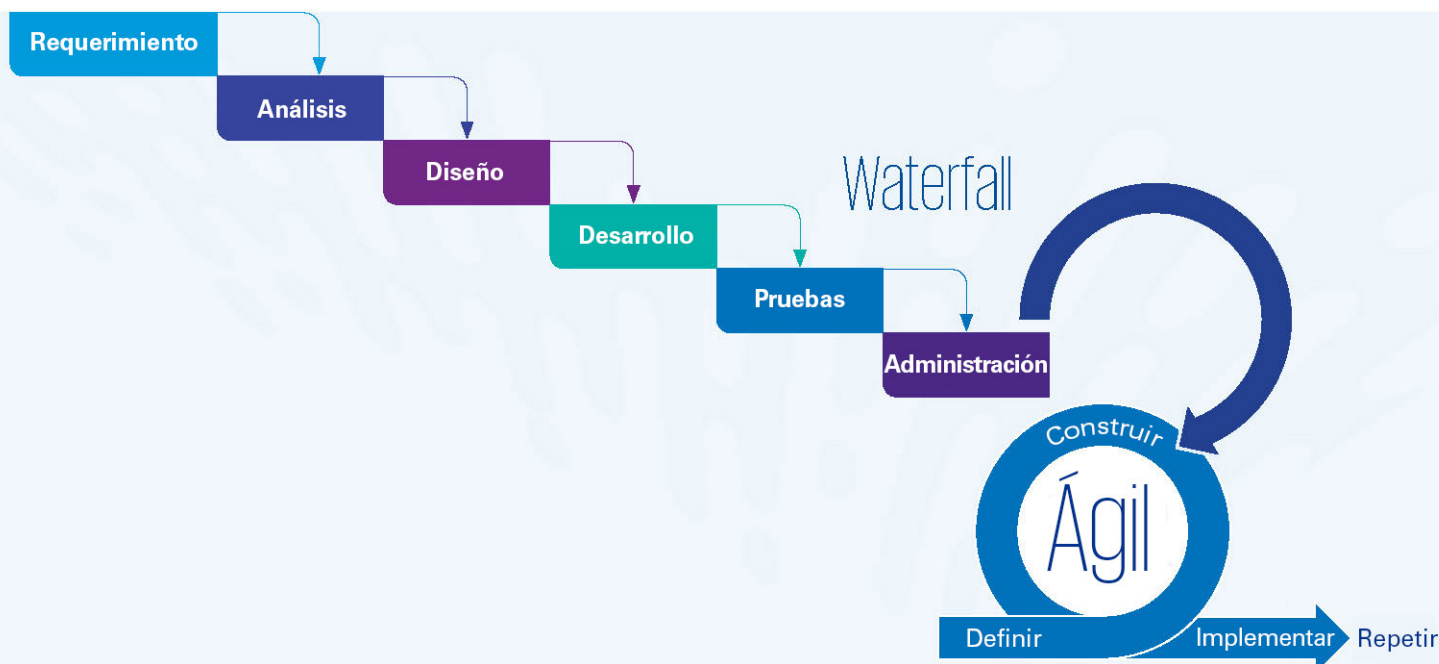 Requerimiento
Análisis
Diseño
Desarrollo
Pruebas
Administración
Waterfall
Construir
Ágil
Definir
Implementar
Repetir